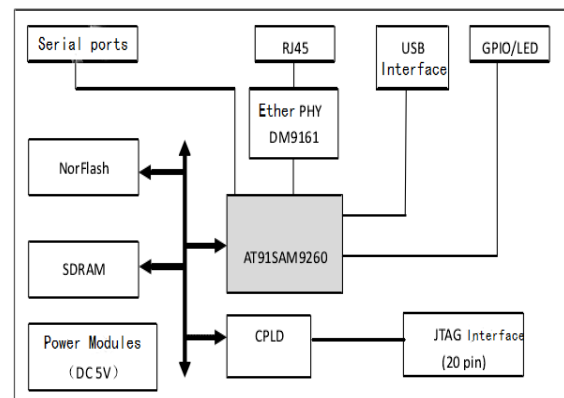 Serial ports
RJ45
USB
Interface
GPIO/LED
Ether PHY
DM9161
NorFlash
AT91SAM9260
SDRAM
Power Modules
(DC5V)
CPLD
JTAG Interface
(20 pin)